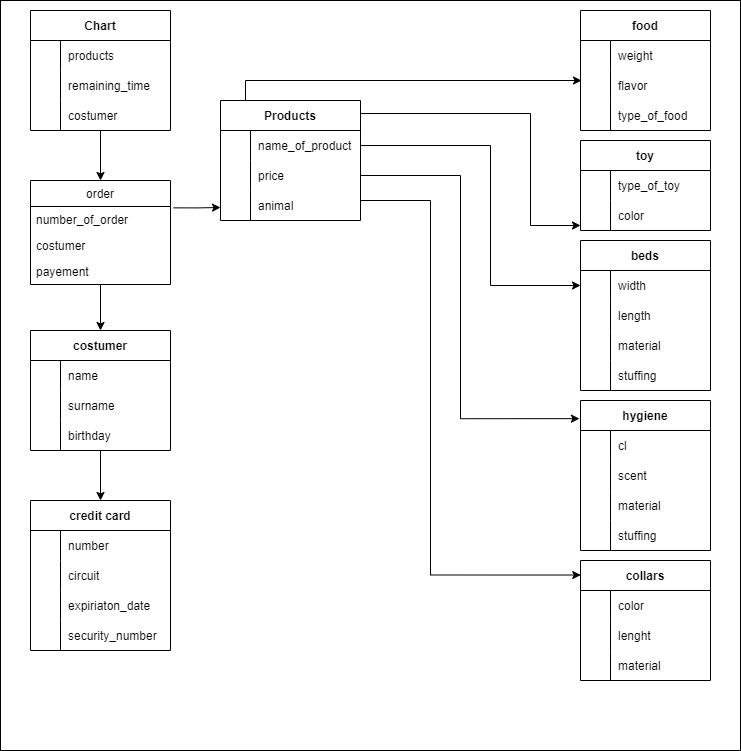 Chart
products
remaining_time
costumer
order
number_of_order
costumer
payement
costumer
name
surname
birthday
credit card
number
circuit
expiriaton_date
security_number
Products
name_of_product
price
animal
food
weight
flavor
type_of_food
toy
type_of_toy
color
beds
width
length
material
stuffing
hygiene
cl
scent
material
stuffing
collars
color
lenght
material